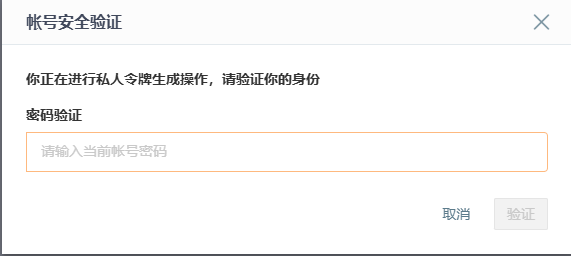 帐号安全验证
你正在进行私人令牌生成操作，请验证你的身份
密码验证
请输入当前帐号密码
取消 验证